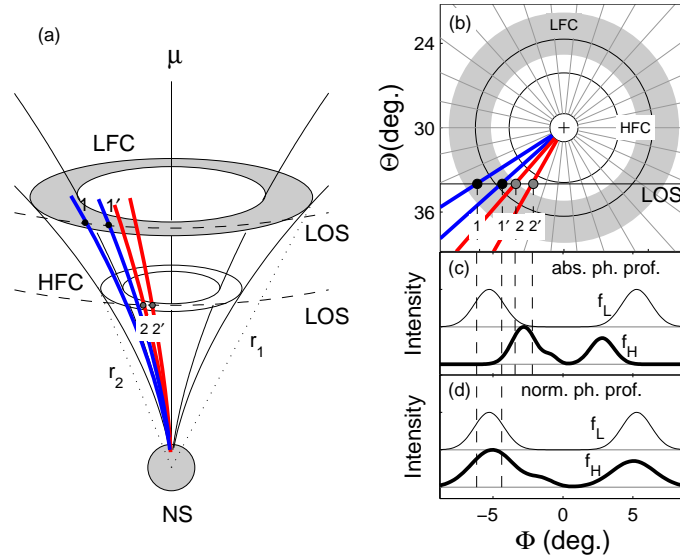 (a)
μ
LFC
1 1′
LOS
HFC
2 2′
LOS
r2
r1
NS
(b)
LFC
24
30
36
Θ(deg.)
HFC
LOS
1 1′ 2 2′
(c) abs. ph. prof.
Intensity
fL
fH
(d) norm. ph. prof.
Intensity
fL
fH
−5 0 5
Φ (deg.)